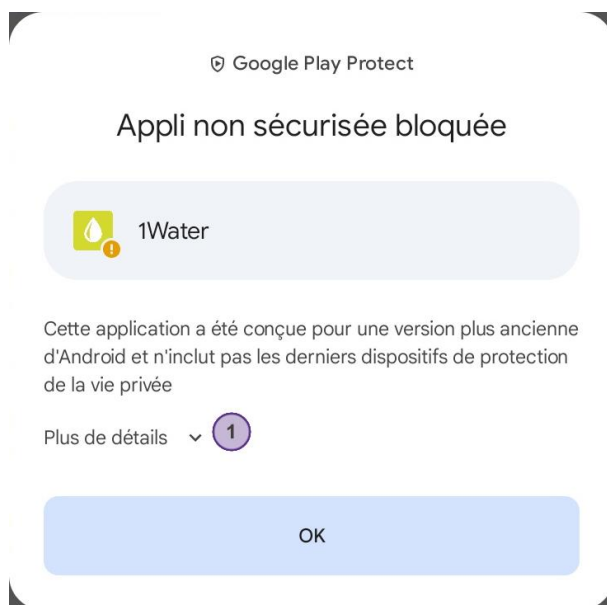 Google Play Protect
Appli non sécurisée bloquée
1Water
Cette application a été conçue pour une version plus ancienne
d'Android et n'inclut pas les derniers dispositifs de protection
de la vie privée
Plus de détails 1
OK